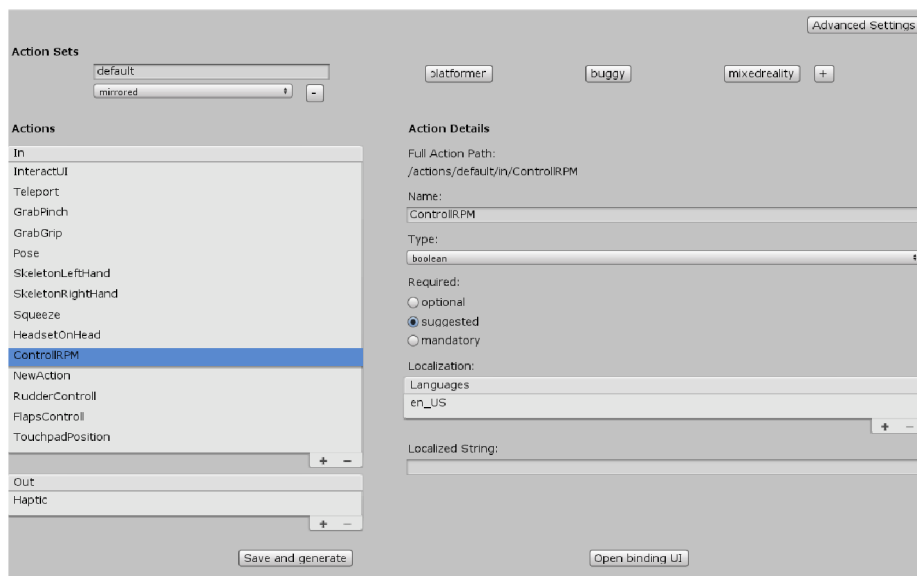 Advanced Settings
Action Sets
default
platformer
buggy
mixedreality
+
mirrored
-
Actions
In
InteractUI
Teleport
GrabPinch
GrabGrip
Pose
SkeletonLeftHand
SkeletonRightHand
Squeeze
HeadsetOnHead
ControllRPM
NewAction
RudderControll
FlapsControll
TouchpadPosition
+ −
Out
Haptic
+ −
Save and generate
Action Details
Full Action Path:
/actions/default/in/ControllRPM
Name:
ControllRPM
Type:
boolean
Required:
optional
suggested
mandatory
Localization:
Languages
en_US
+ −
Localized String:
Open binding UI